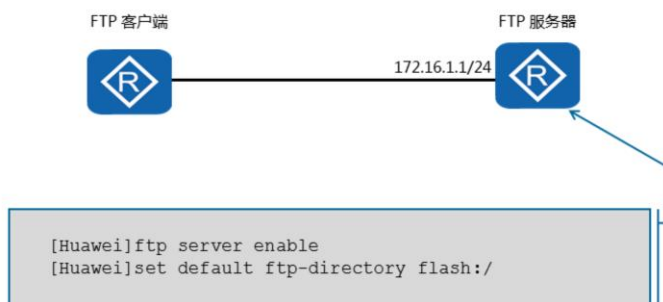 FTP 客户端
FTP 服务器
172.16.1.1/24
R
R
[Huawei]ftp server enable
[Huawei]set default ftp-directory flash:/